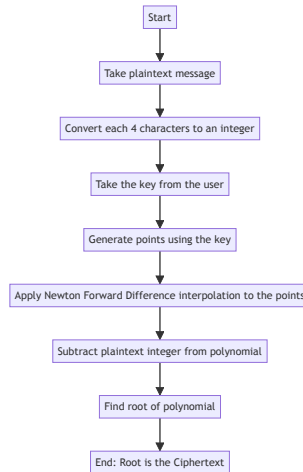 Start
Take plaintext message
Convert each 4 characters to an integer
Take the key from the user
Generate points using the key
Apply Newton Forward Difference interpolation to the points
Subtract plaintext integer from polynomial
Find root of polynomial
End: Root is the Ciphertext